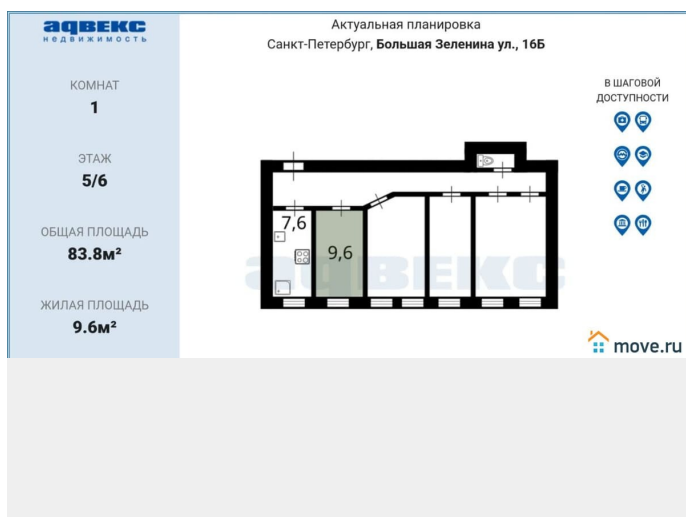 адвекс
НЕДВИЖИМОСТЬ
КОМНАТ
1
ЭТАЖ
5/6
ОБЩАЯ ПЛОЩАДЬ
83.8м²
ЖИЛАЯ ПЛОЩАДЬ
9.6м²
Актуальная планировка
Санкт-Петербург, Большая Зеленина ул., 16Б
В ШАГОВОЙ
ДОСТУПНОСТИ
7,6
9,6
адвекс
move.ru